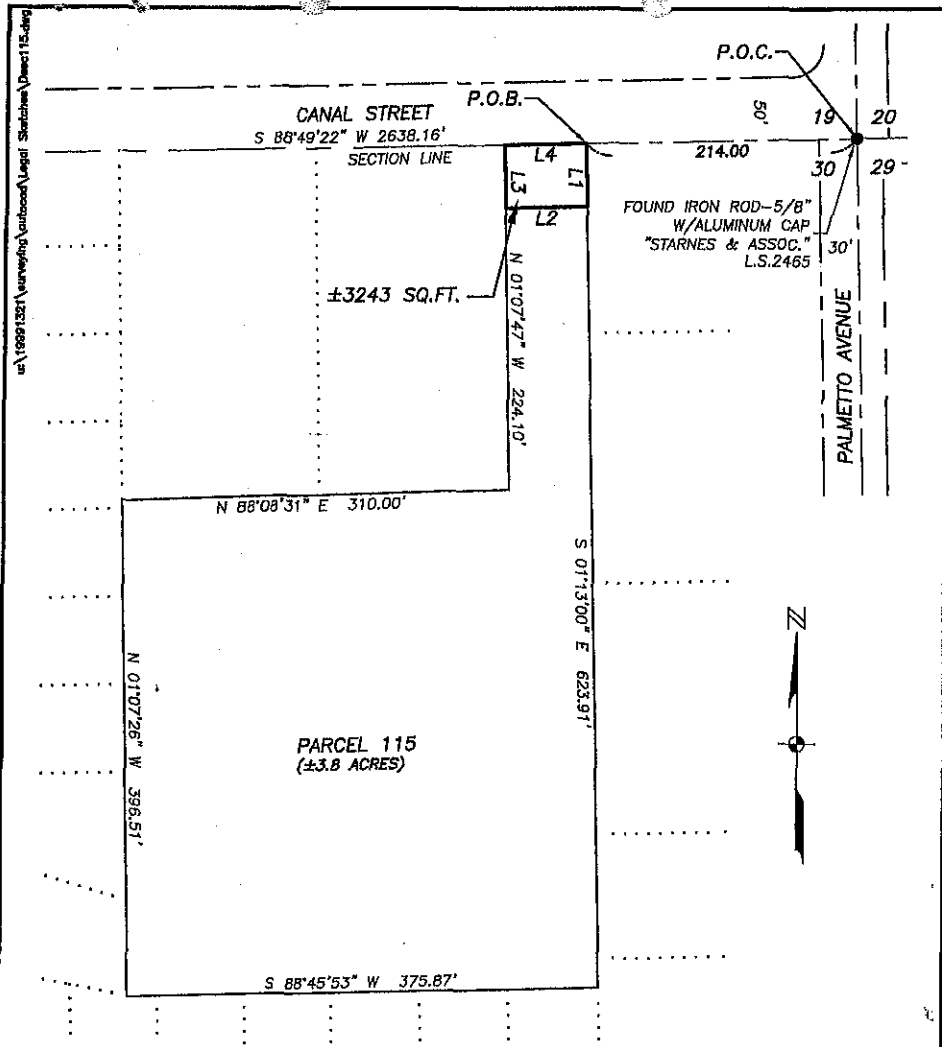 u:\19991321\surveying\autocad\Legal Sketches\Desc115.dwg
P.O.C.
P.O.B.
CANAL STREET
S 88°49'22" W 2638.16'
SECTION LINE
50'
19 20
30 29
214.00
L4
L1
L3
L2
FOUND IRON ROD-5/8"
W/ALUMINUM CAP
"STARNES & ASSOC."
L.S.2465
30'
±3243 SQ.FT.
N 01°07'47" W 224.10'
PALMETTO AVENUE
N 88°08'31" E 310.00'
S 01°13'00" E 623.91'
N
N 01°07'26" W 396.51'
PARCEL 115
(±3.8 ACRES)
S 88°45'53" W 375.87'